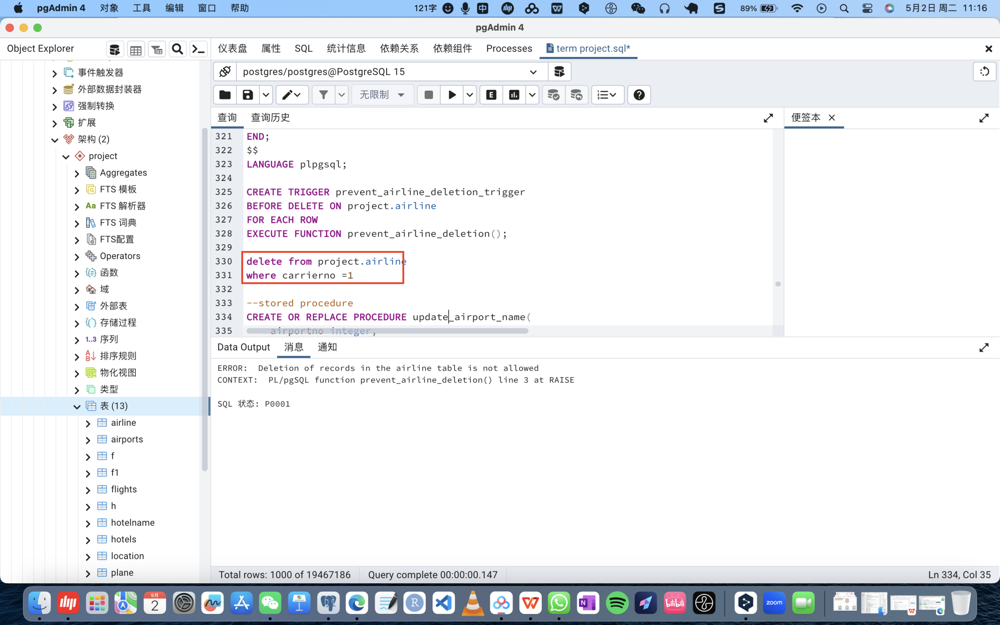 pgAdmin 4 对象 工具 编辑 窗口 帮助 121字 中 89% 5月2日 周二 11:16
pgAdmin 4
Object Explorer
仪表盘 属性 SQL 统计信息 依赖关系 依赖组件 Processes term project.sql*
postgres/postgres@PostgreSQL 15
无限制
查询 查询历史
便签本
事件触发器
外部数据封装器
强制转换
扩展
架构 (2)
project
Aggregates
FTS 模板
Aa FTS 解析器
FTS 词典
FTS配置
Operators
函数
域
外部表
存储过程
1..3 序列
排序规则
物化视图
类型
表 (13)
airline
airports
f
f1
flights
h
hotelname
hotels
location
plane
321 END;
322 $$
323 LANGUAGE plpgsql;
324
325 CREATE TRIGGER prevent_airline_deletion_trigger
326 BEFORE DELETE ON project.airline
327 FOR EACH ROW
328 EXECUTE FUNCTION prevent_airline_deletion();
329
330 delete from project.airline
331 where carrierno =1
332
333 --stored procedure
334 CREATE OR REPLACE PROCEDURE update_airport_name(
335 airportno integer,
Data Output 消息 通知
ERROR:  Deletion of records in the airline table is not allowed
CONTEXT:  PL/pgSQL function prevent_airline_deletion() line 3 at RAISE
SQL 状态: P0001
Total rows: 1000 of 19467186 Query complete 00:00:00.147 Ln 334, Col 35
5月
2
R
N
bilibili
zoom